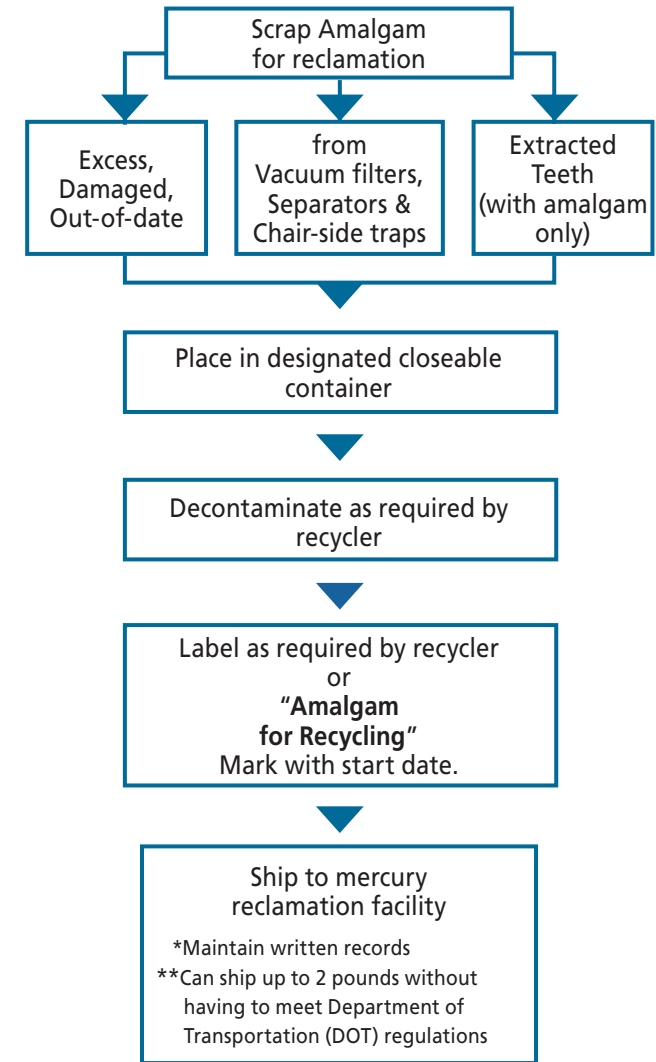 Scrap Amalgam
for reclamation
Excess,
Damaged,
Out-of-date
from
Vacuum filters,
Separators &
Chair-side traps
Extracted
Teeth
(with amalgam
only)
Place in designated closeable
container
Decontaminate as required by
recycler
Label as required by recycler
or
“Amalgam
for Recycling”
Mark with start date.
Ship to mercury
reclamation facility
*Maintain written records
**Can ship up to 2 pounds without
having to meet Department of
Transportation (DOT) regulations